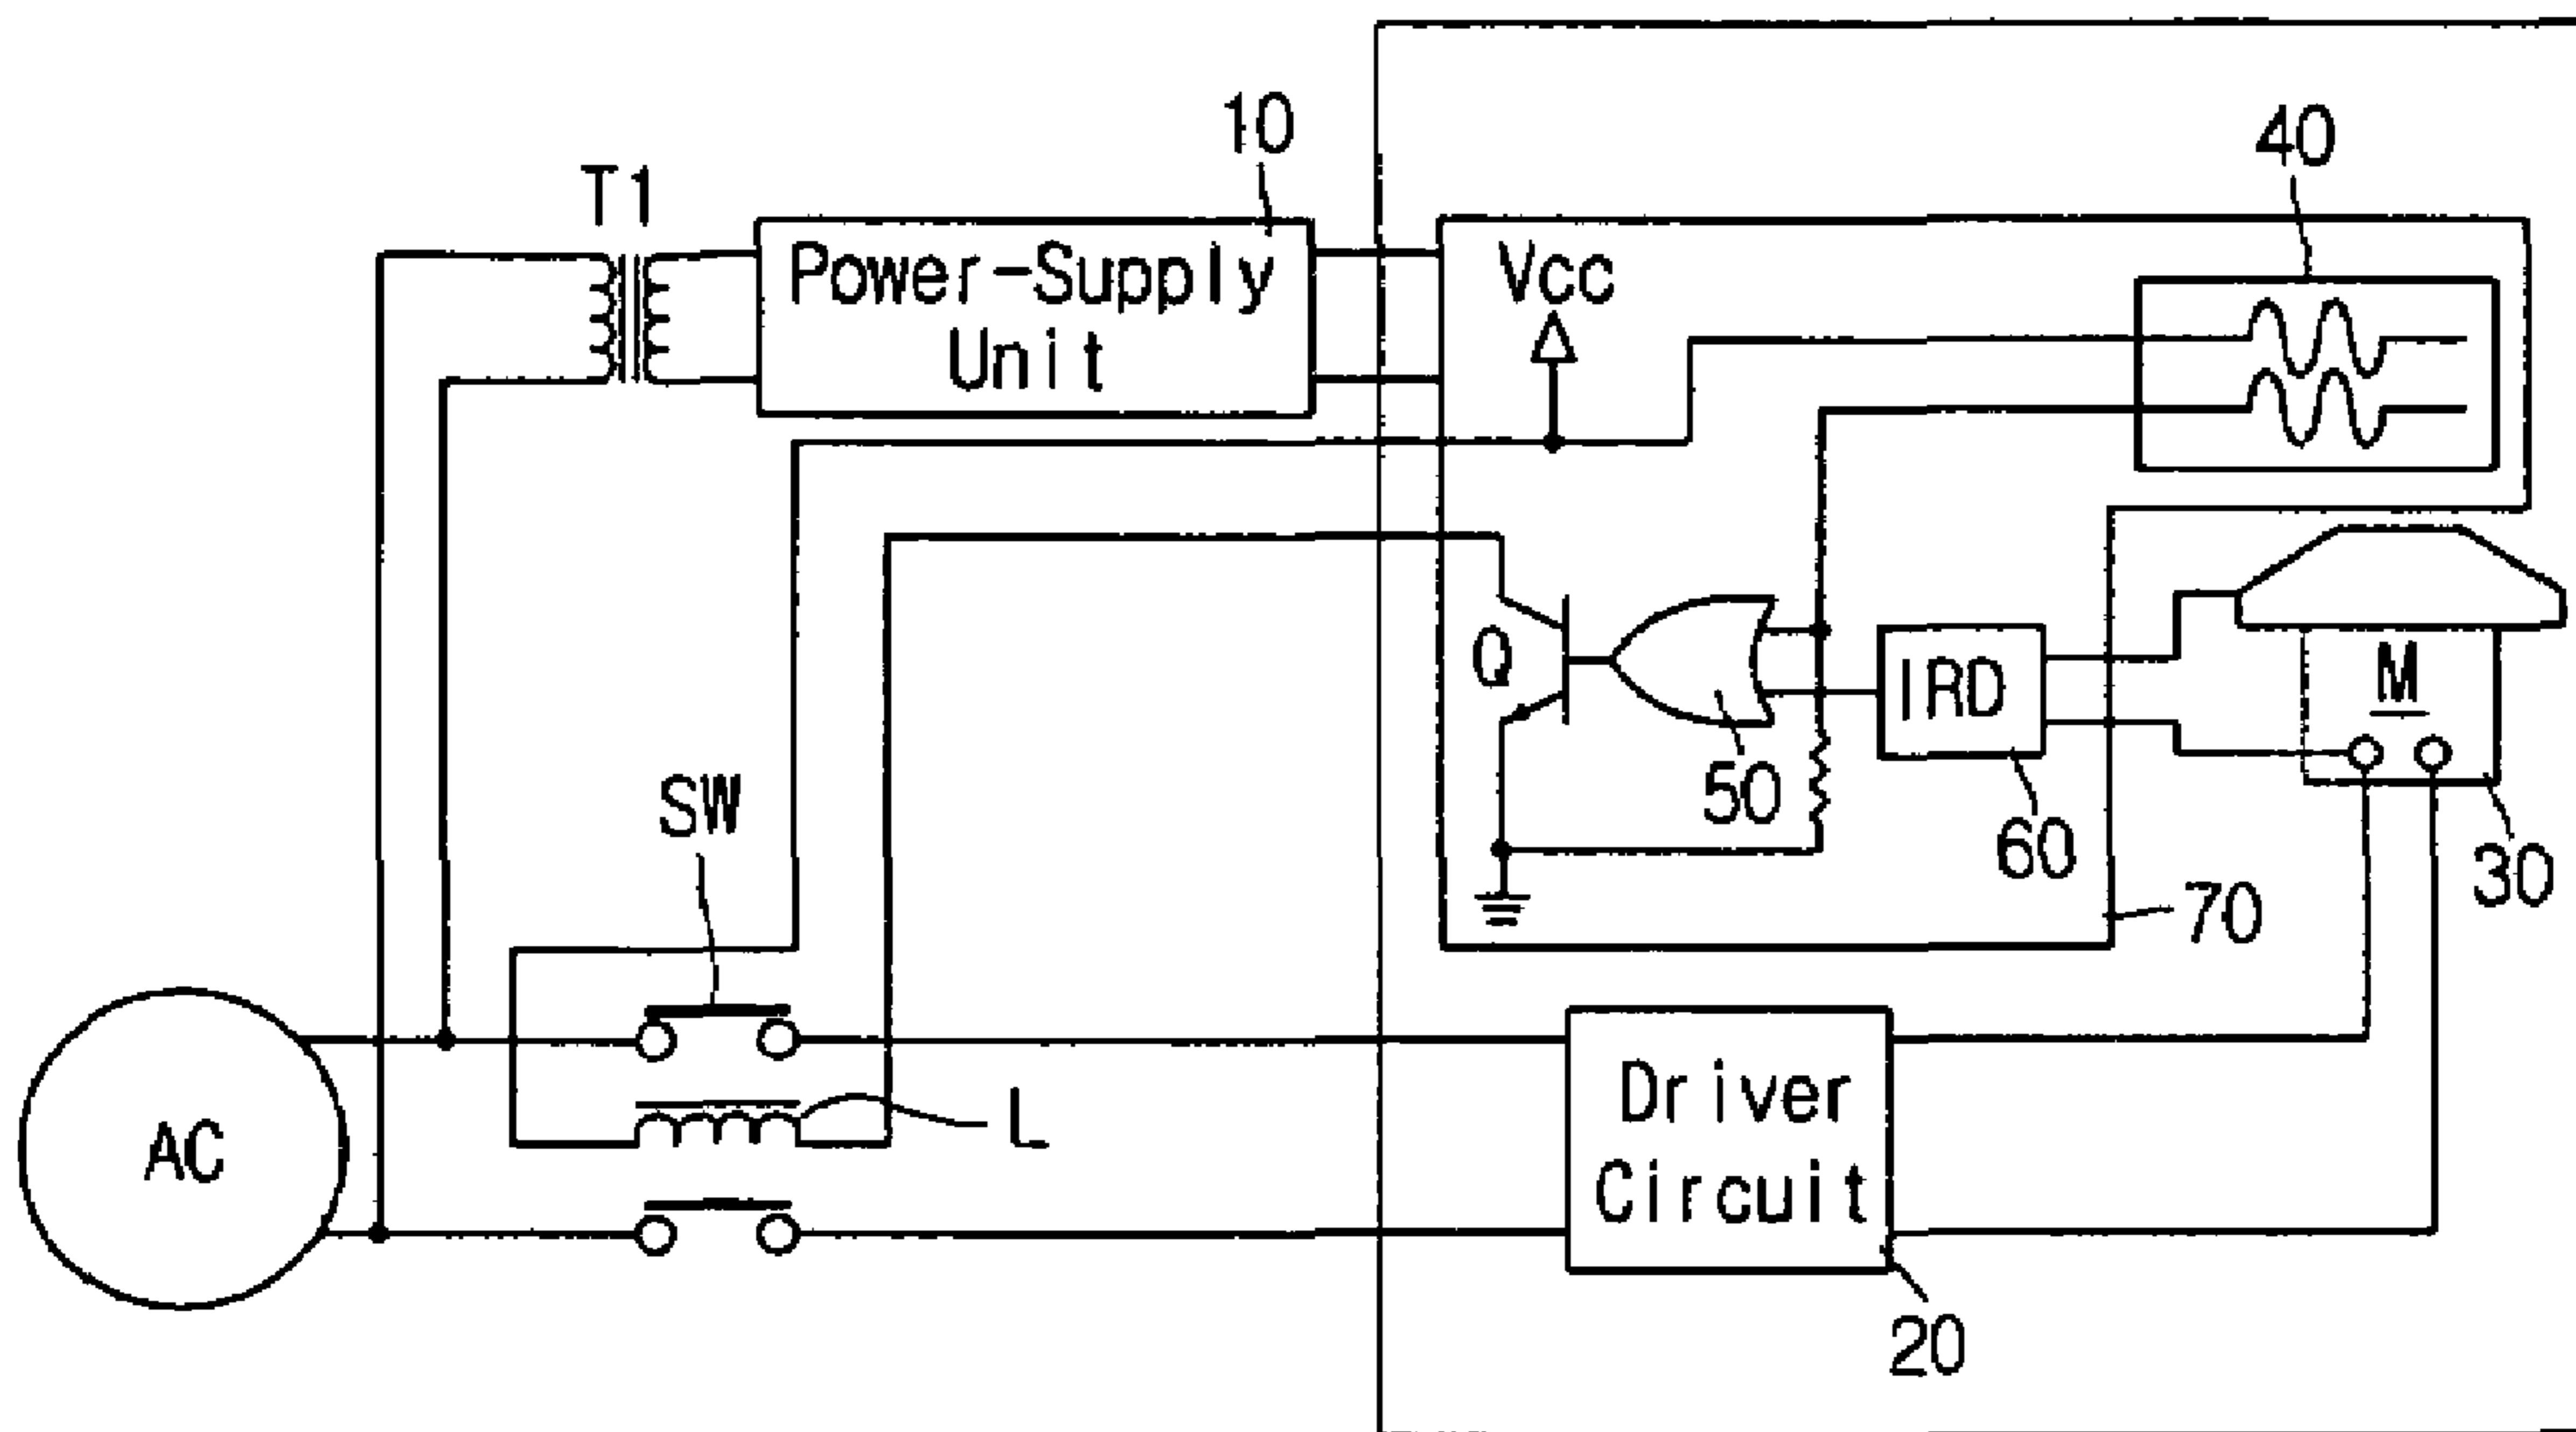 10
40
T1
Power-Supply
Unit
Vcc
Q
IRD
M
50
60
30
SW
70
AC
L
Driver
Circuit
20